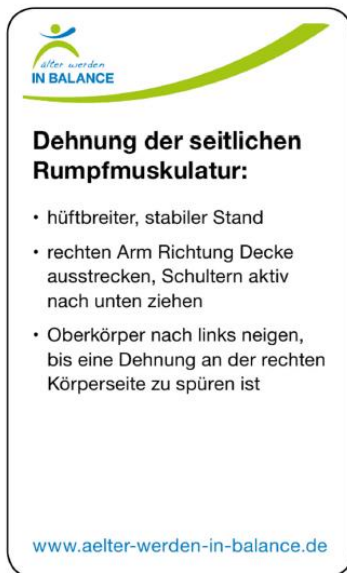 älter werden
IN BALANCE
Dehnung der seitlichen
Rumpfmuskulatur:
• hüftbreiter, stabiler Stand
• rechten Arm Richtung Decke
ausstrecken, Schultern aktiv
nach unten ziehen
• Oberkörper nach links neigen,
bis eine Dehnung an der rechten
Körperseite zu spüren ist
www.aelter-werden-in-balance.de